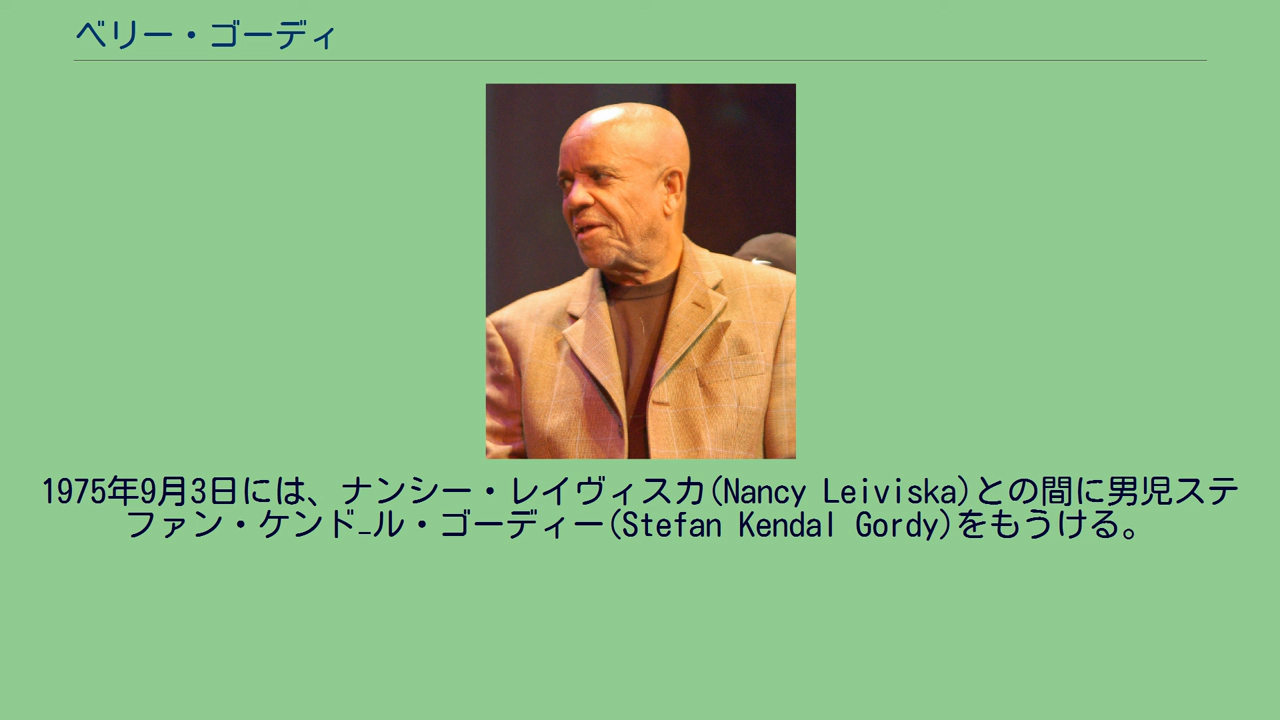 ベリー・ゴーディ
1975年9月3日には、ナンシー・レイヴィスカ(Nancy Leiviska)との間に男児ステ
ファン・ケンド–ル・ゴーディー(Stefan Kendal Gordy)をもうける。